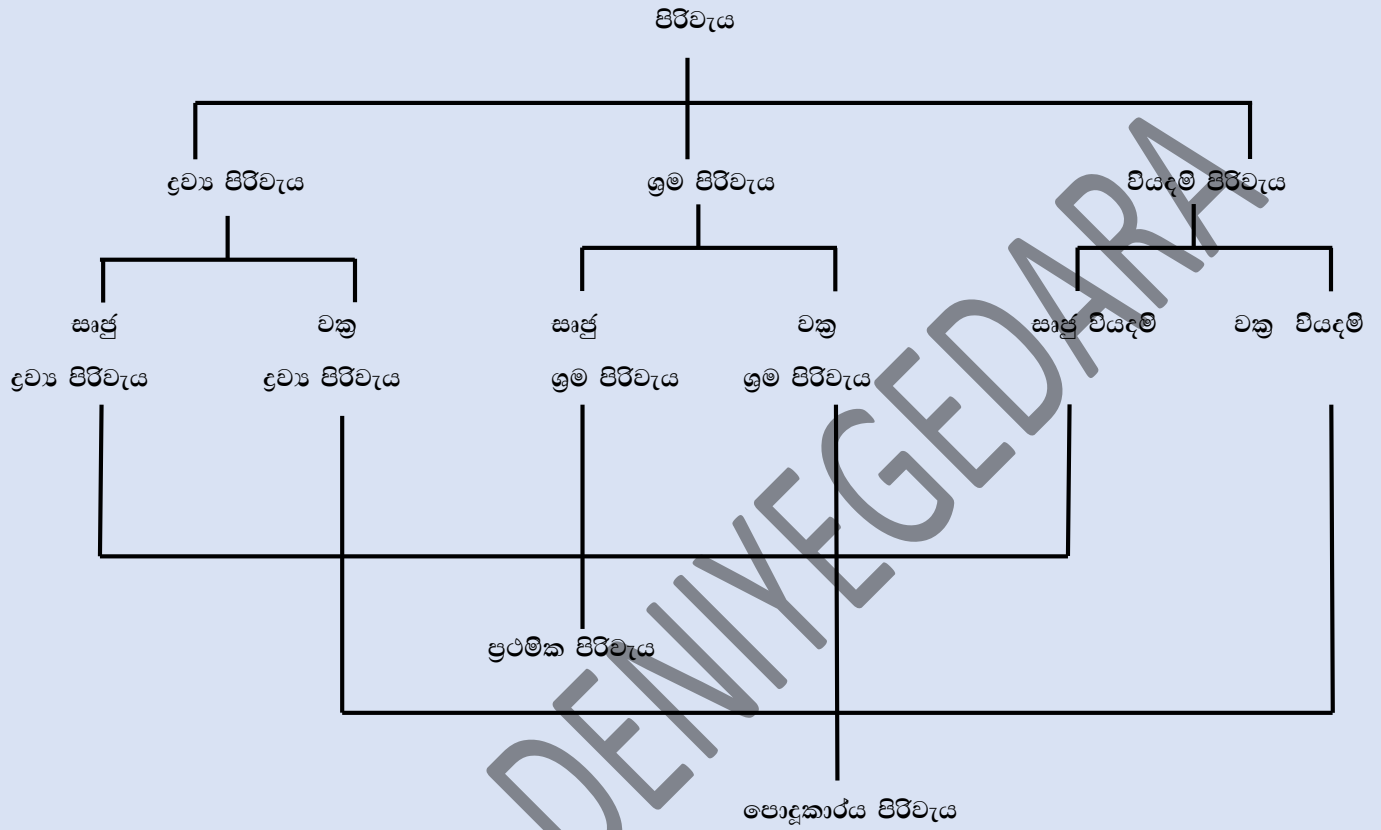 පිරිවැය
ද්‍රව්‍ය පිරිවැය ශ්‍රම පිරිවැය වියදම් පිරිවැය
සෘජු වක්‍ර සෘජු වක්‍ර සෘජු වියදම් වක්‍ර වියදම්
ද්‍රව්‍ය පිරිවැය ද්‍රව්‍ය පිරිවැය ශ්‍රම පිරිවැය ශ්‍රම පිරිවැය
ප්‍රථමික පිරිවැය
පොදූකාර්ය පිරිවැය
DENIYEGEDARA